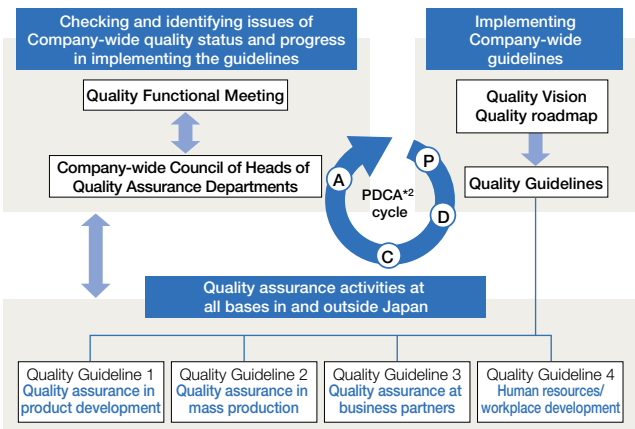 Checking and identifying issues of
Company-wide quality status and progress
in implementing the guidelines
Quality Functional Meeting
Company-wide Council of Heads of
Quality Assurance Departments
Implementing
Company-wide
guidelines
Quality Vision
Quality roadmap
Quality Guidelines
P
D
C
A
PDCA*2
cycle
Quality assurance activities at
all bases in and outside Japan
Quality Guideline 1
Quality assurance in
product development
Quality Guideline 2
Quality assurance in
mass production
Quality Guideline 3
Quality assurance at
business partners
Quality Guideline 4
Human resources/
workplace development